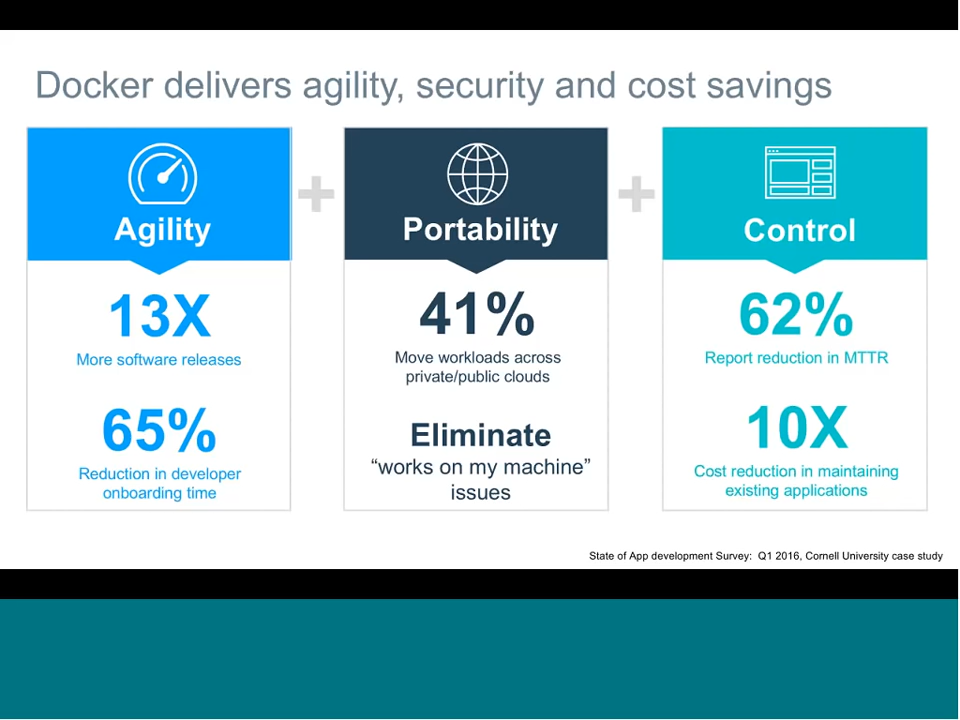 Docker delivers agility, security and cost savings
Agility
13X
More software releases
65%
Reduction in developer
onboarding time
Portability
41%
Move workloads across
private/public clouds
Eliminate
“works on my machine”
issues
Control
62%
Report reduction in MTTR
10X
Cost reduction in maintaining
existing applications
State of App development Survey: Q1 2016, Cornell University case study